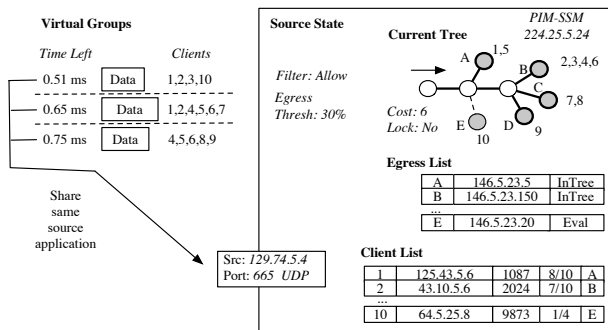 Virtual Groups
Time Left Clients
0.51 ms Data 1,2,3,10
0.65 ms Data 1,2,4,5,6,7
0.75 ms Data 4,5,6,8,9
Share
same
source
application
Src: 129.74.5.4
Port: 665 UDP
Source State
Filter: Allow
Egress
Thresh: 30%
PIM-SSM
224.25.5.24
Current Tree
A 1,5
B 2,3,4,6
C 7,8
D 9
E 10
Cost: 6
Lock: No
Egress List
A 146.5.23.5 InTree
B 146.5.23.150 InTree
...
E 146.5.23.20 Eval
Client List
1 125.43.5.6 1087 8/10 A
2 43.10.5.6 2024 7/10 B
...
10 64.5.25.8 9873 1/4 E